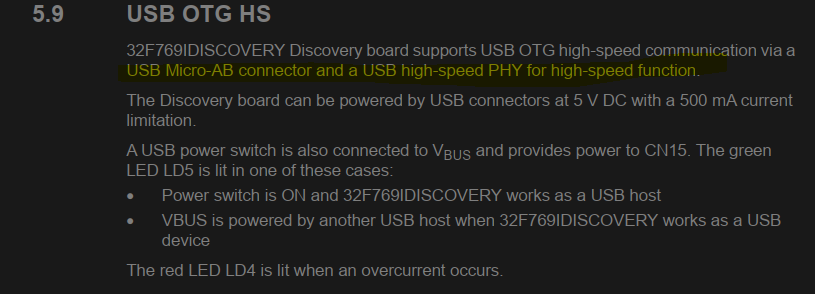 5.9 USB OTG HS
32F769IDISCOVERY Discovery board supports USB OTG high-speed communication via a
USB Micro-AB connector and a USB high-speed PHY for high-speed function.
The Discovery board can be powered by USB connectors at 5 V DC with a 500 mA current
limitation.
A USB power switch is also connected to VBUS and provides power to CN15. The green
LED LD5 is lit in one of these cases:
• Power switch is ON and 32F769IDISCOVERY works as a USB host
• VBUS is powered by another USB host when 32F769IDISCOVERY works as a USB
device
The red LED LD4 is lit when an overcurrent occurs.